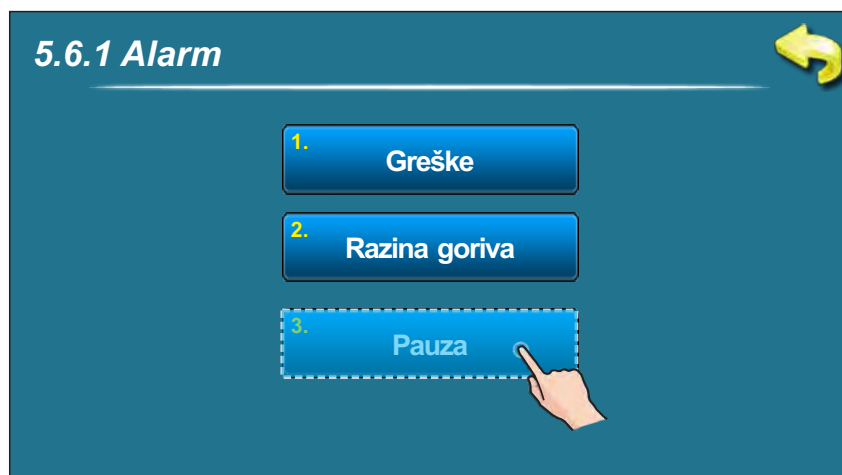 5.6.1 Alarm
1.
Greške
2.
Razina goriva
3.
Pauza